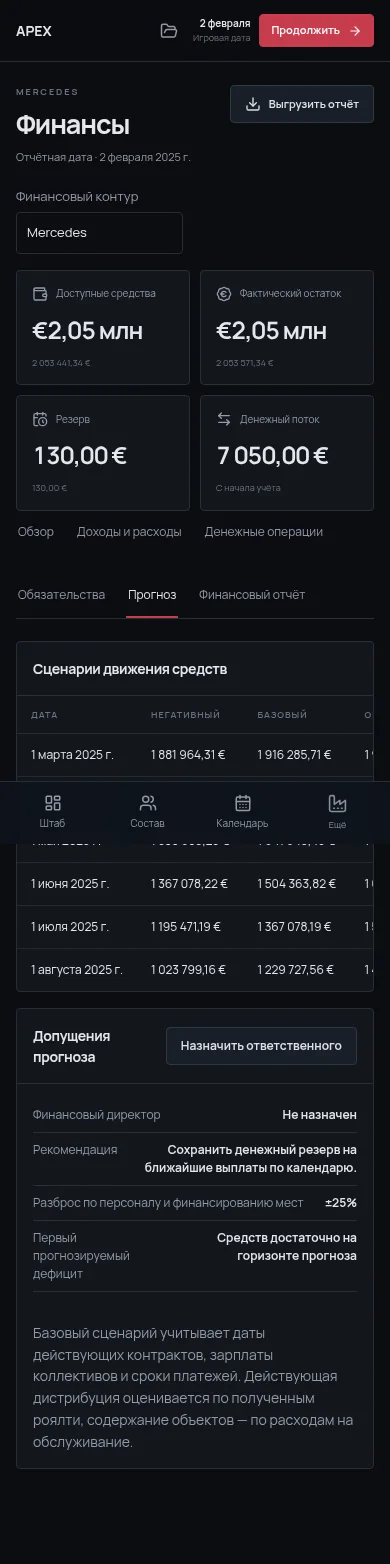 APEX
2 февраля
Игровая дата
Продолжить
MERCEDES
Финансы
Выгрузить отчёт
Отчётная дата · 2 февраля 2025 г.
Финансовый контур
Mercedes
Доступные средства
€2,05 млн
2 053 441,34 €
Фактический остаток
€2,05 млн
2 053 571,34 €
Резерв
130,00 €
130,00 €
Денежный поток
7 050,00 €
С начала учёта
Обзор Доходы и расходы Денежные операции
Обязательства Прогноз Финансовый отчёт
Сценарии движения средств
ДАТА НЕГАТИВНЫЙ БАЗОВЫЙ
1 марта 2025 г. 1 881 964,31 € 1 916 285,71 €
Штаб Состав Календарь Ещё
1 июня 2025 г. 1 367 078,22 € 1 504 363,82 €
1 июля 2025 г. 1 195 471,19 € 1 367 078,19 €
1 августа 2025 г. 1 023 799,16 € 1 229 727,56 €
Допущения
прогноза
Назначить ответственного
Финансовый директор Не назначен
Рекомендация Сохранить денежный резерв на
ближайшие выплаты по календарю.
Разброс по персоналу и финансированию мест ±25%
Первый
прогнозируемый
дефицит
Средств достаточно на
горизонте прогноза
Базовый сценарий учитывает даты
действующих контрактов, зарплаты
коллективов и сроки платежей. Действующая
дистрибуция оценивается по полученным
роялти, содержание объектов — по расходам на
обслуживание.